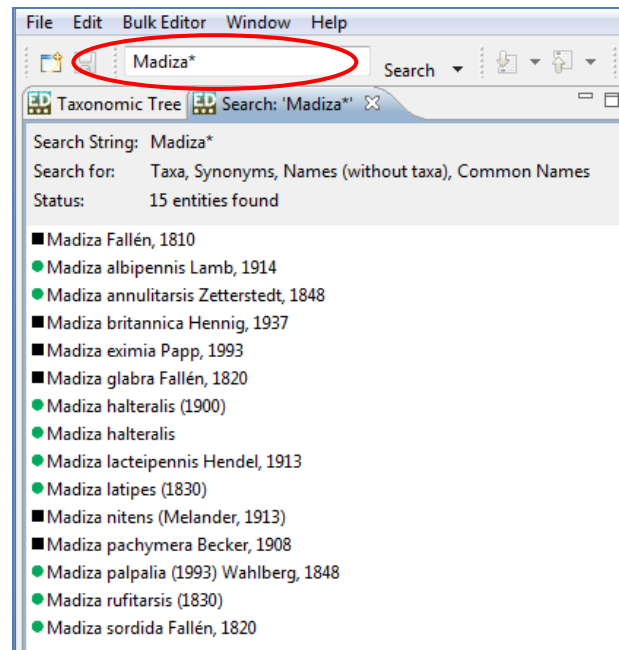 File Edit Bulk Editor Window Help
Madiza* Search
Taxonomic Tree ED Search: 'Madiza*'
Search String: Madiza*
Search for: Taxa, Synonyms, Names (without taxa), Common Names
Status: 15 entities found
Madiza Fallén, 1810
Madiza albipennis Lamb, 1914
Madiza annulitarsis Zetterstedt, 1848
Madiza britannica Hennig, 1937
Madiza eximia Papp, 1993
Madiza glabra Fallén, 1820
Madiza halteralis (1900)
Madiza halteralis
Madiza lacteipennis Hendel, 1913
Madiza latipes (1830)
Madiza nitens (Melander, 1913)
Madiza pachymera Becker, 1908
Madiza palpalia (1993) Wahlberg, 1848
Madiza rufitarsis (1830)
Madiza sordida Fallén, 1820